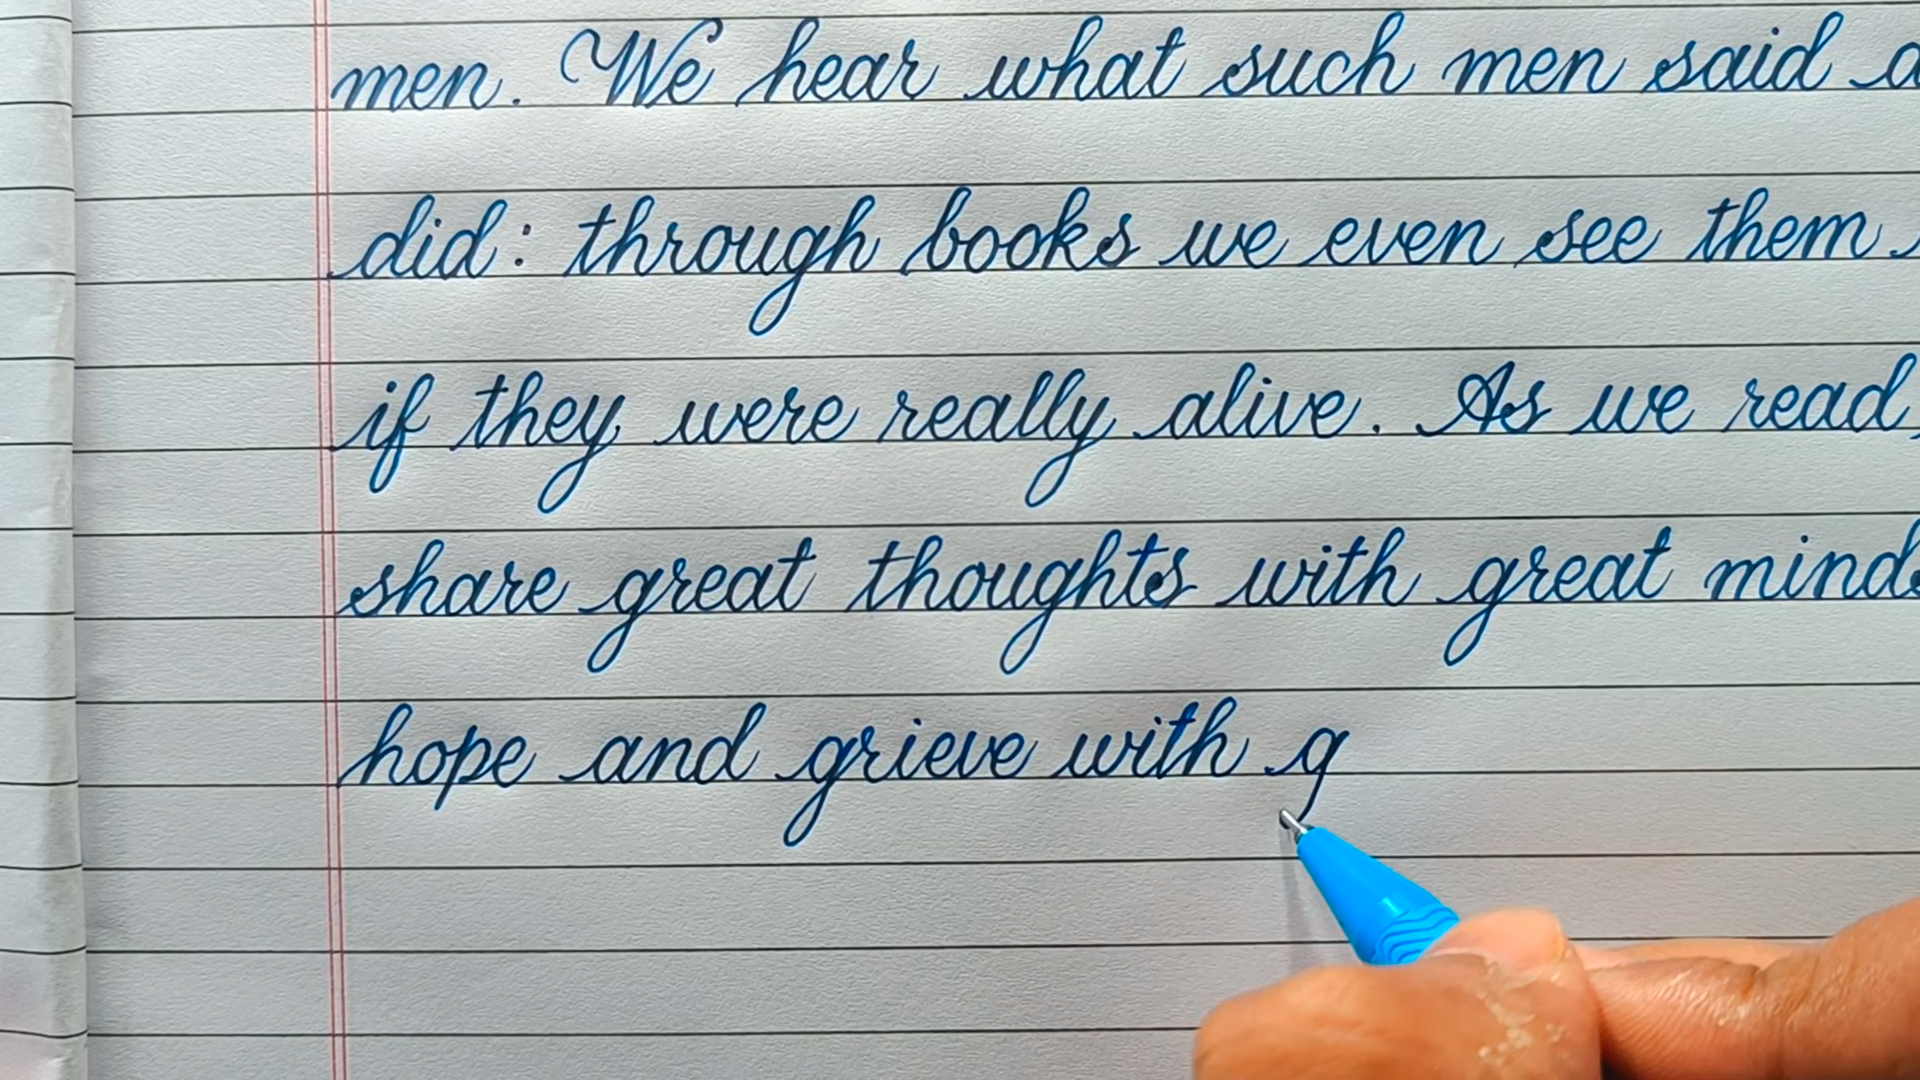 men. We hear what such men said a
did: through books we even see them
if they were really alive. As we read,
share great thoughts with great minds
hope and grieve with g